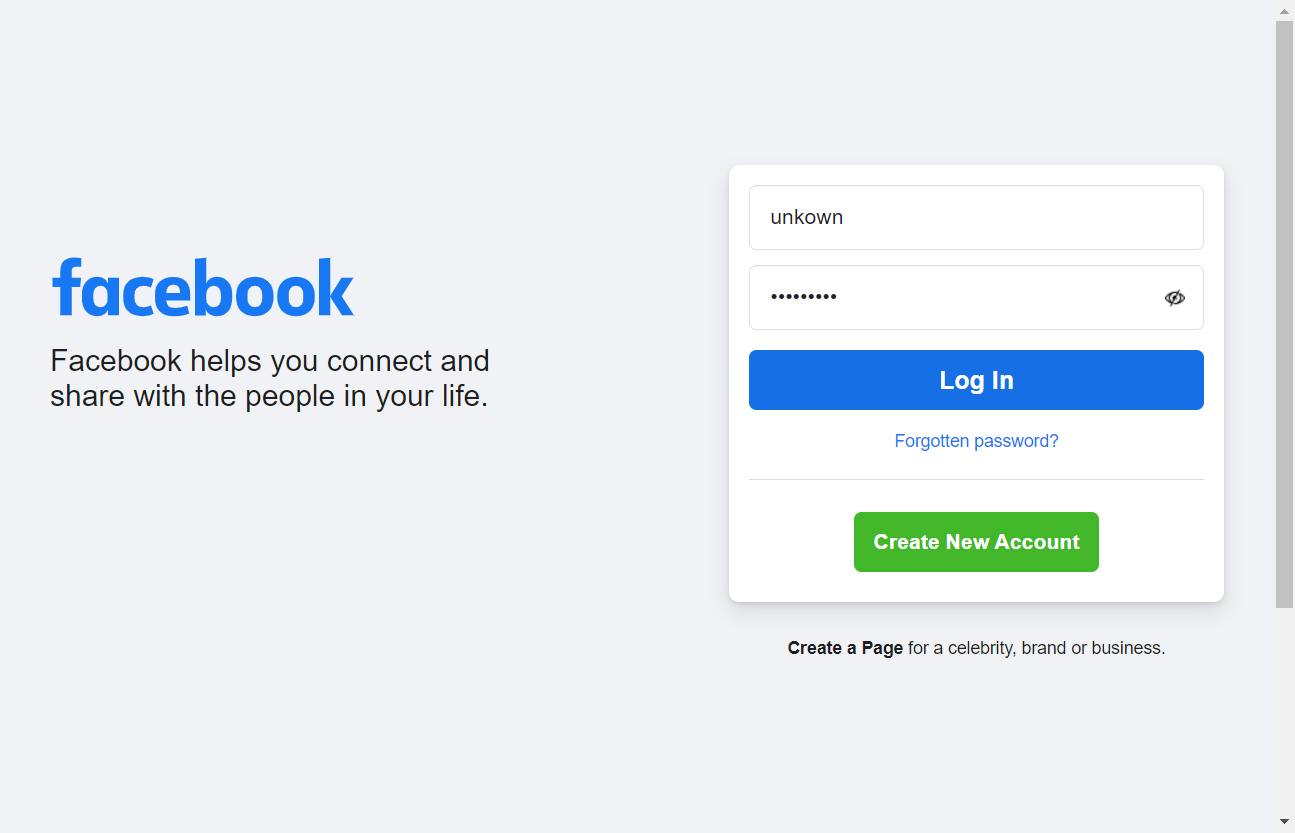 facebook
Facebook helps you connect and
share with the people in your life.
unkown
•••••••••
Log In
Forgotten password?
Create New Account
Create a Page for a celebrity, brand or business.